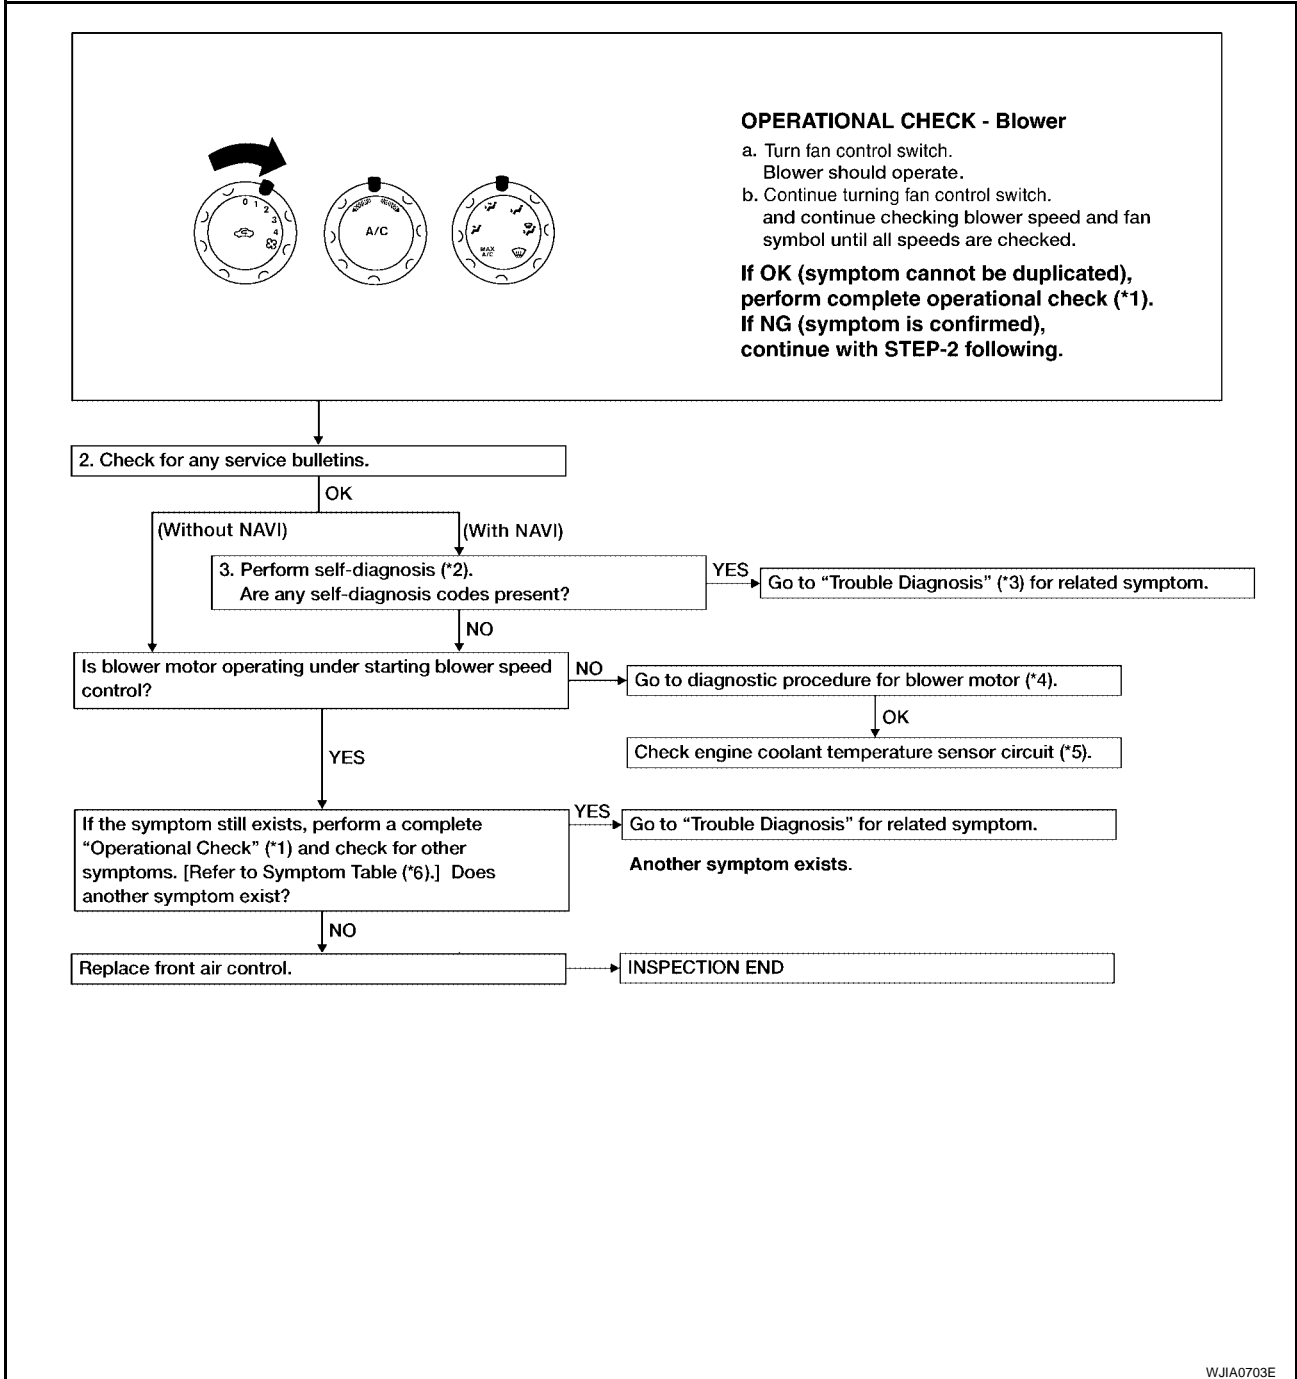 OPERATIONAL CHECK - Blower
a. Turn fan control switch.
Blower should operate.
b. Continue turning fan control switch.
and continue checking blower speed and fan
symbol until all speeds are checked.
If OK (symptom cannot be duplicated),
perform complete operational check (*1).
If NG (symptom is confirmed),
continue with STEP-2 following.
0
1
2
3
4
A/C
MAX
A/C
2. Check for any service bulletins.
OK
(Without NAVI)
(With NAVI)
3. Perform self-diagnosis (*2).
Are any self-diagnosis codes present?
YES
Go to “Trouble Diagnosis” (*3) for related symptom.
NO
Is blower motor operating under starting blower speed
control?
NO
Go to diagnostic procedure for blower motor (*4).
OK
Check engine coolant temperature sensor circuit (*5).
YES
If the symptom still exists, perform a complete
“Operational Check” (*1) and check for other
symptoms. [Refer to Symptom Table (*6).] Does
another symptom exist?
YES
Go to “Trouble Diagnosis” for related symptom.
Another symptom exists.
NO
Replace front air control.
INSPECTION END
WJIA0703E